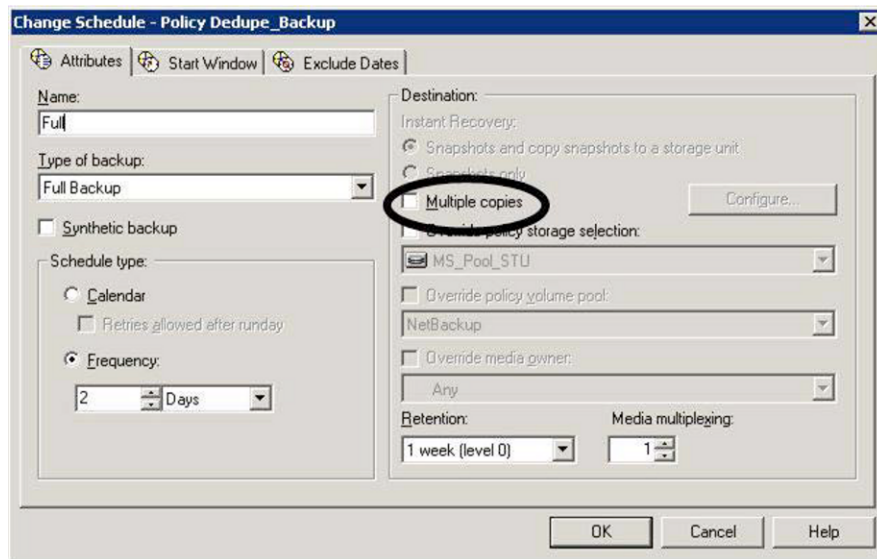 Change Schedule - Policy Dedupe_Backup
Attributes
Start Window
Exclude Dates
Name:
Full
Type of backup:
Full Backup
Synthetic backup
Schedule type:
Calendar
Retries allowed after runday
Frequency:
2
Days
Destination:
Instant Recovery:
Snapshots and copy snapshots to a storage unit
Snapshots only
Configure...
Multiple copies
Override policy storage selection:
MS_Pool_STU
Override policy volume pool:
NetBackup
Override media owner:
Any
Retention:
Media multiplexing:
1 week (level 0)
1
OK
Cancel
Help